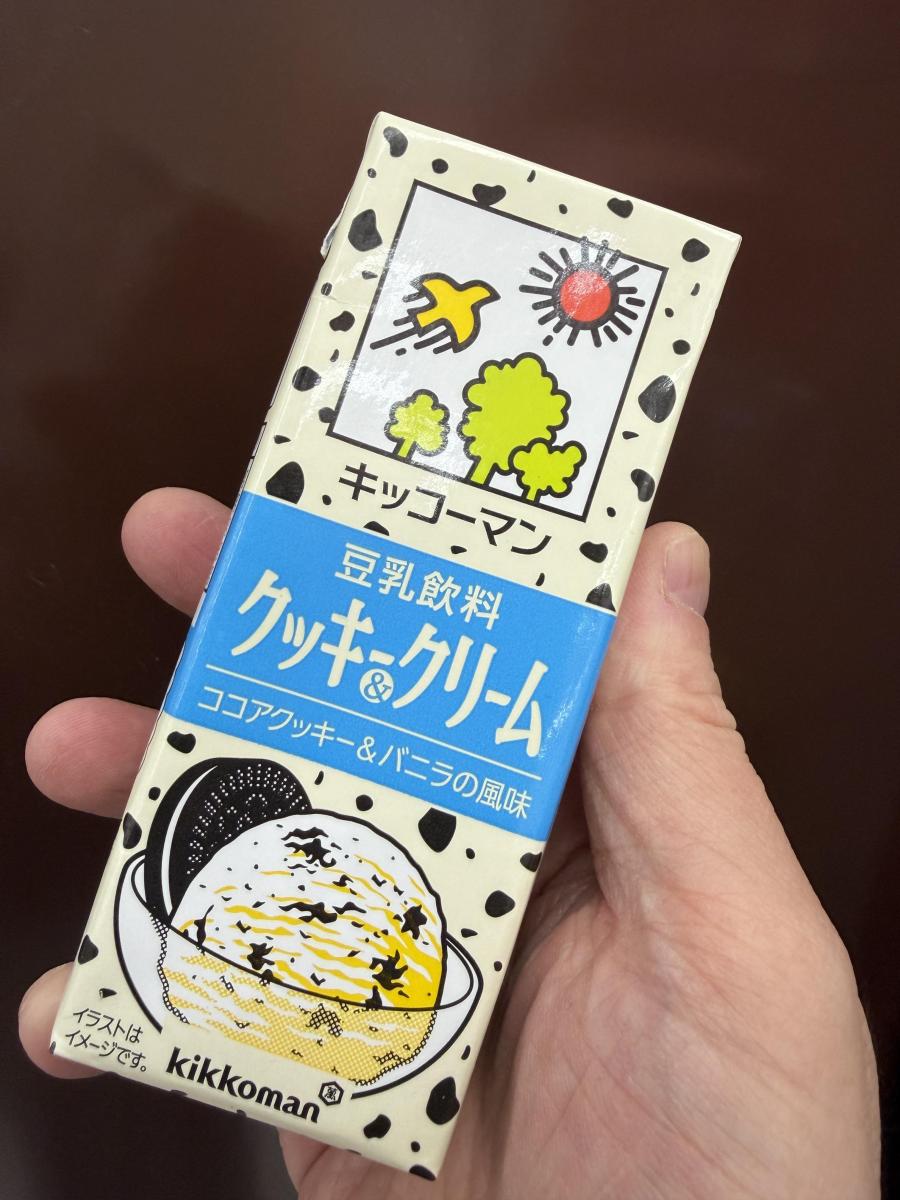 キッコーマン
豆乳飲料
クッキー&クリーム
ココアクッキー&バニラの風味
イラストは
イメージです。
kikkoman